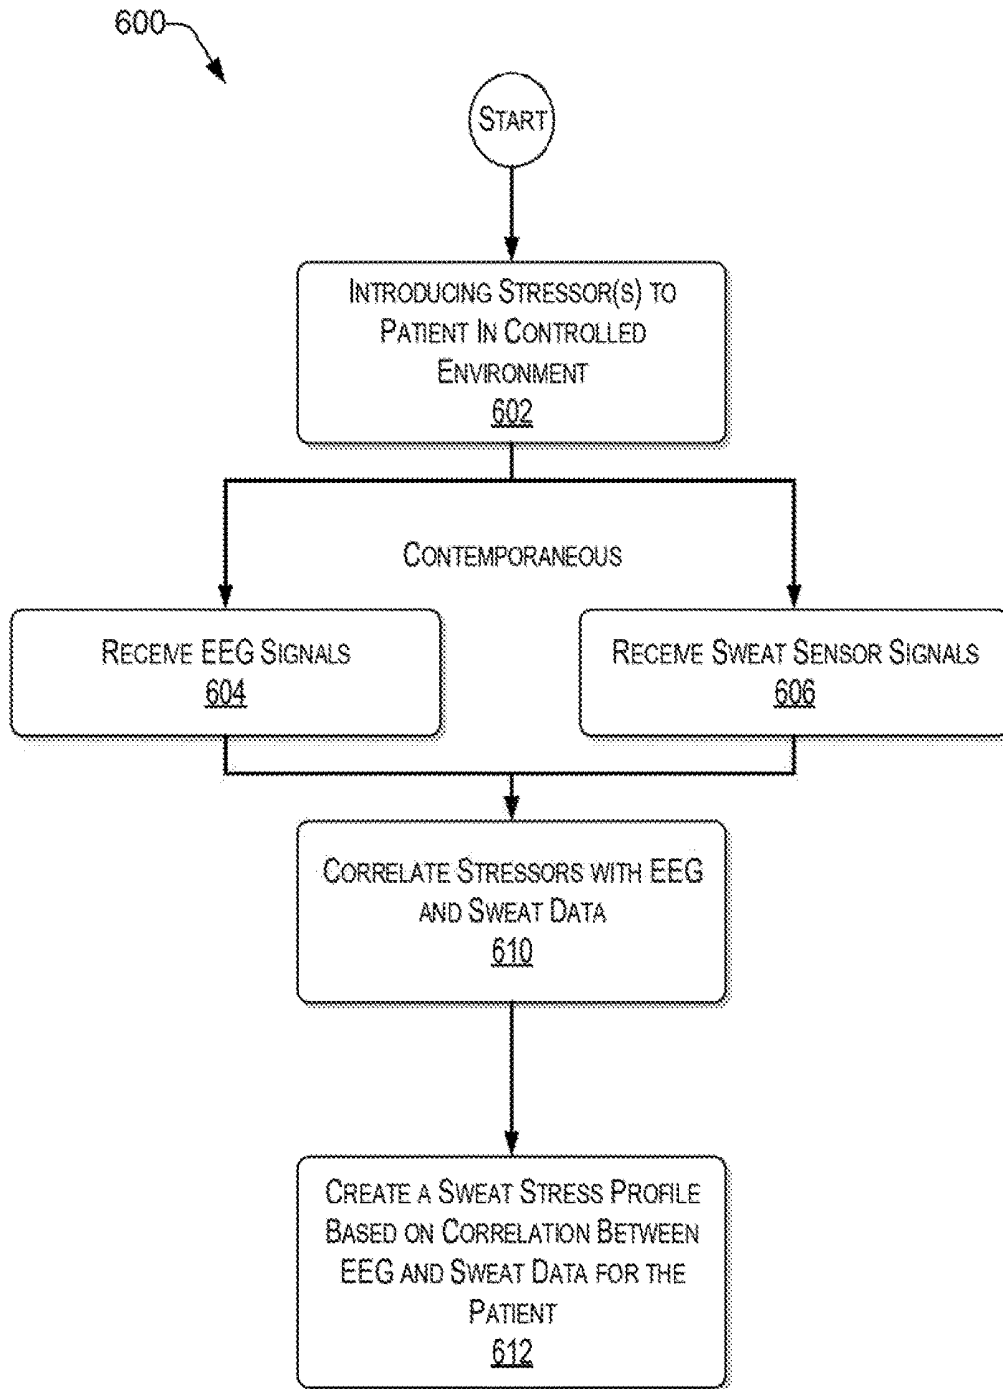 600
START
INTRODUCING STRESSOR(S) TO
PATIENT IN CONTROLLED
ENVIRONMENT
602
CONTEMPORANEOUS
RECEIVE EEG SIGNALS
604
RECEIVE SWEAT SENSOR SIGNALS
606
CORRELATE STRESSORS WITH EEG
AND SWEAT DATA
610
CREATE A SWEAT STRESS PROFILE
BASED ON CORRELATION BETWEEN
EEG AND SWEAT DATA FOR THE
PATIENT
612